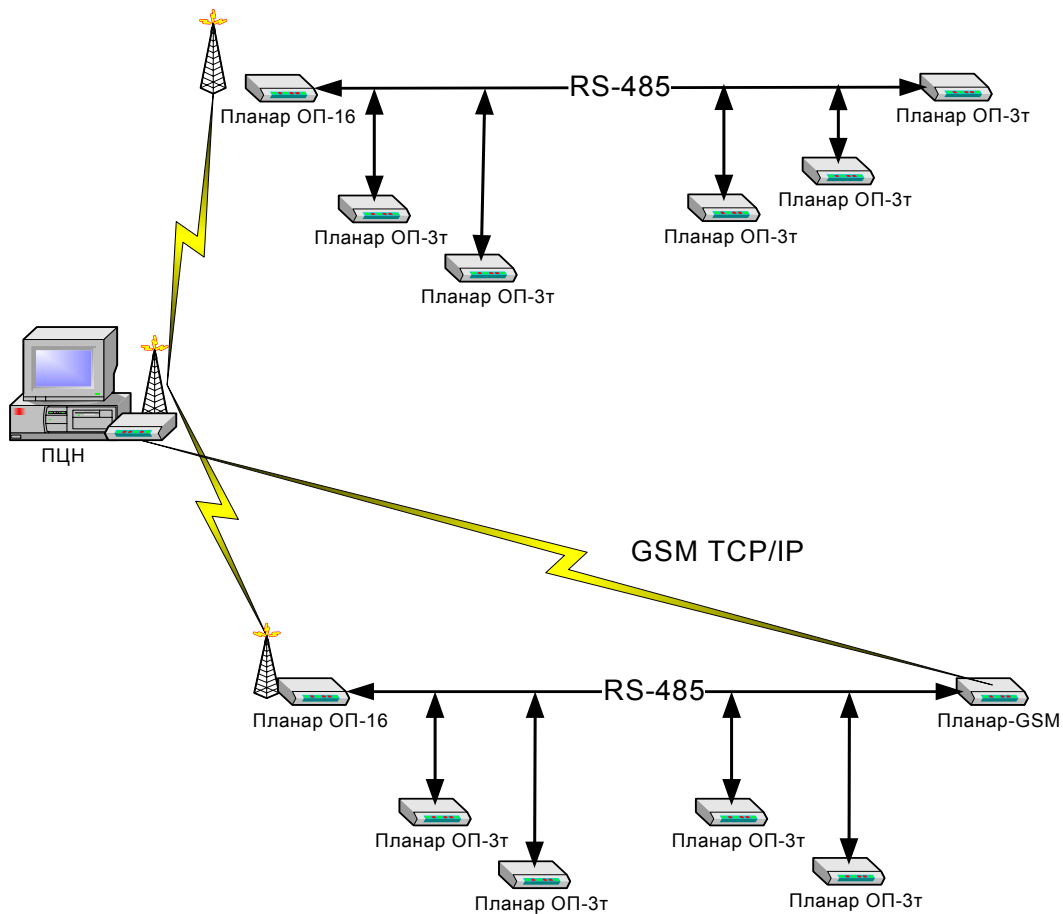 RS-485
Планар ОП-16
Планар ОП-3т
Планар ОП-3т
Планар ОП-3т
Планар ОП-3т
Планар ОП-3т
ПЦН
GSM TCP/IP
RS-485
Планар ОП-16
Планар-GSM
Планар ОП-3т
Планар ОП-3т
Планар ОП-3т
Планар ОП-3т